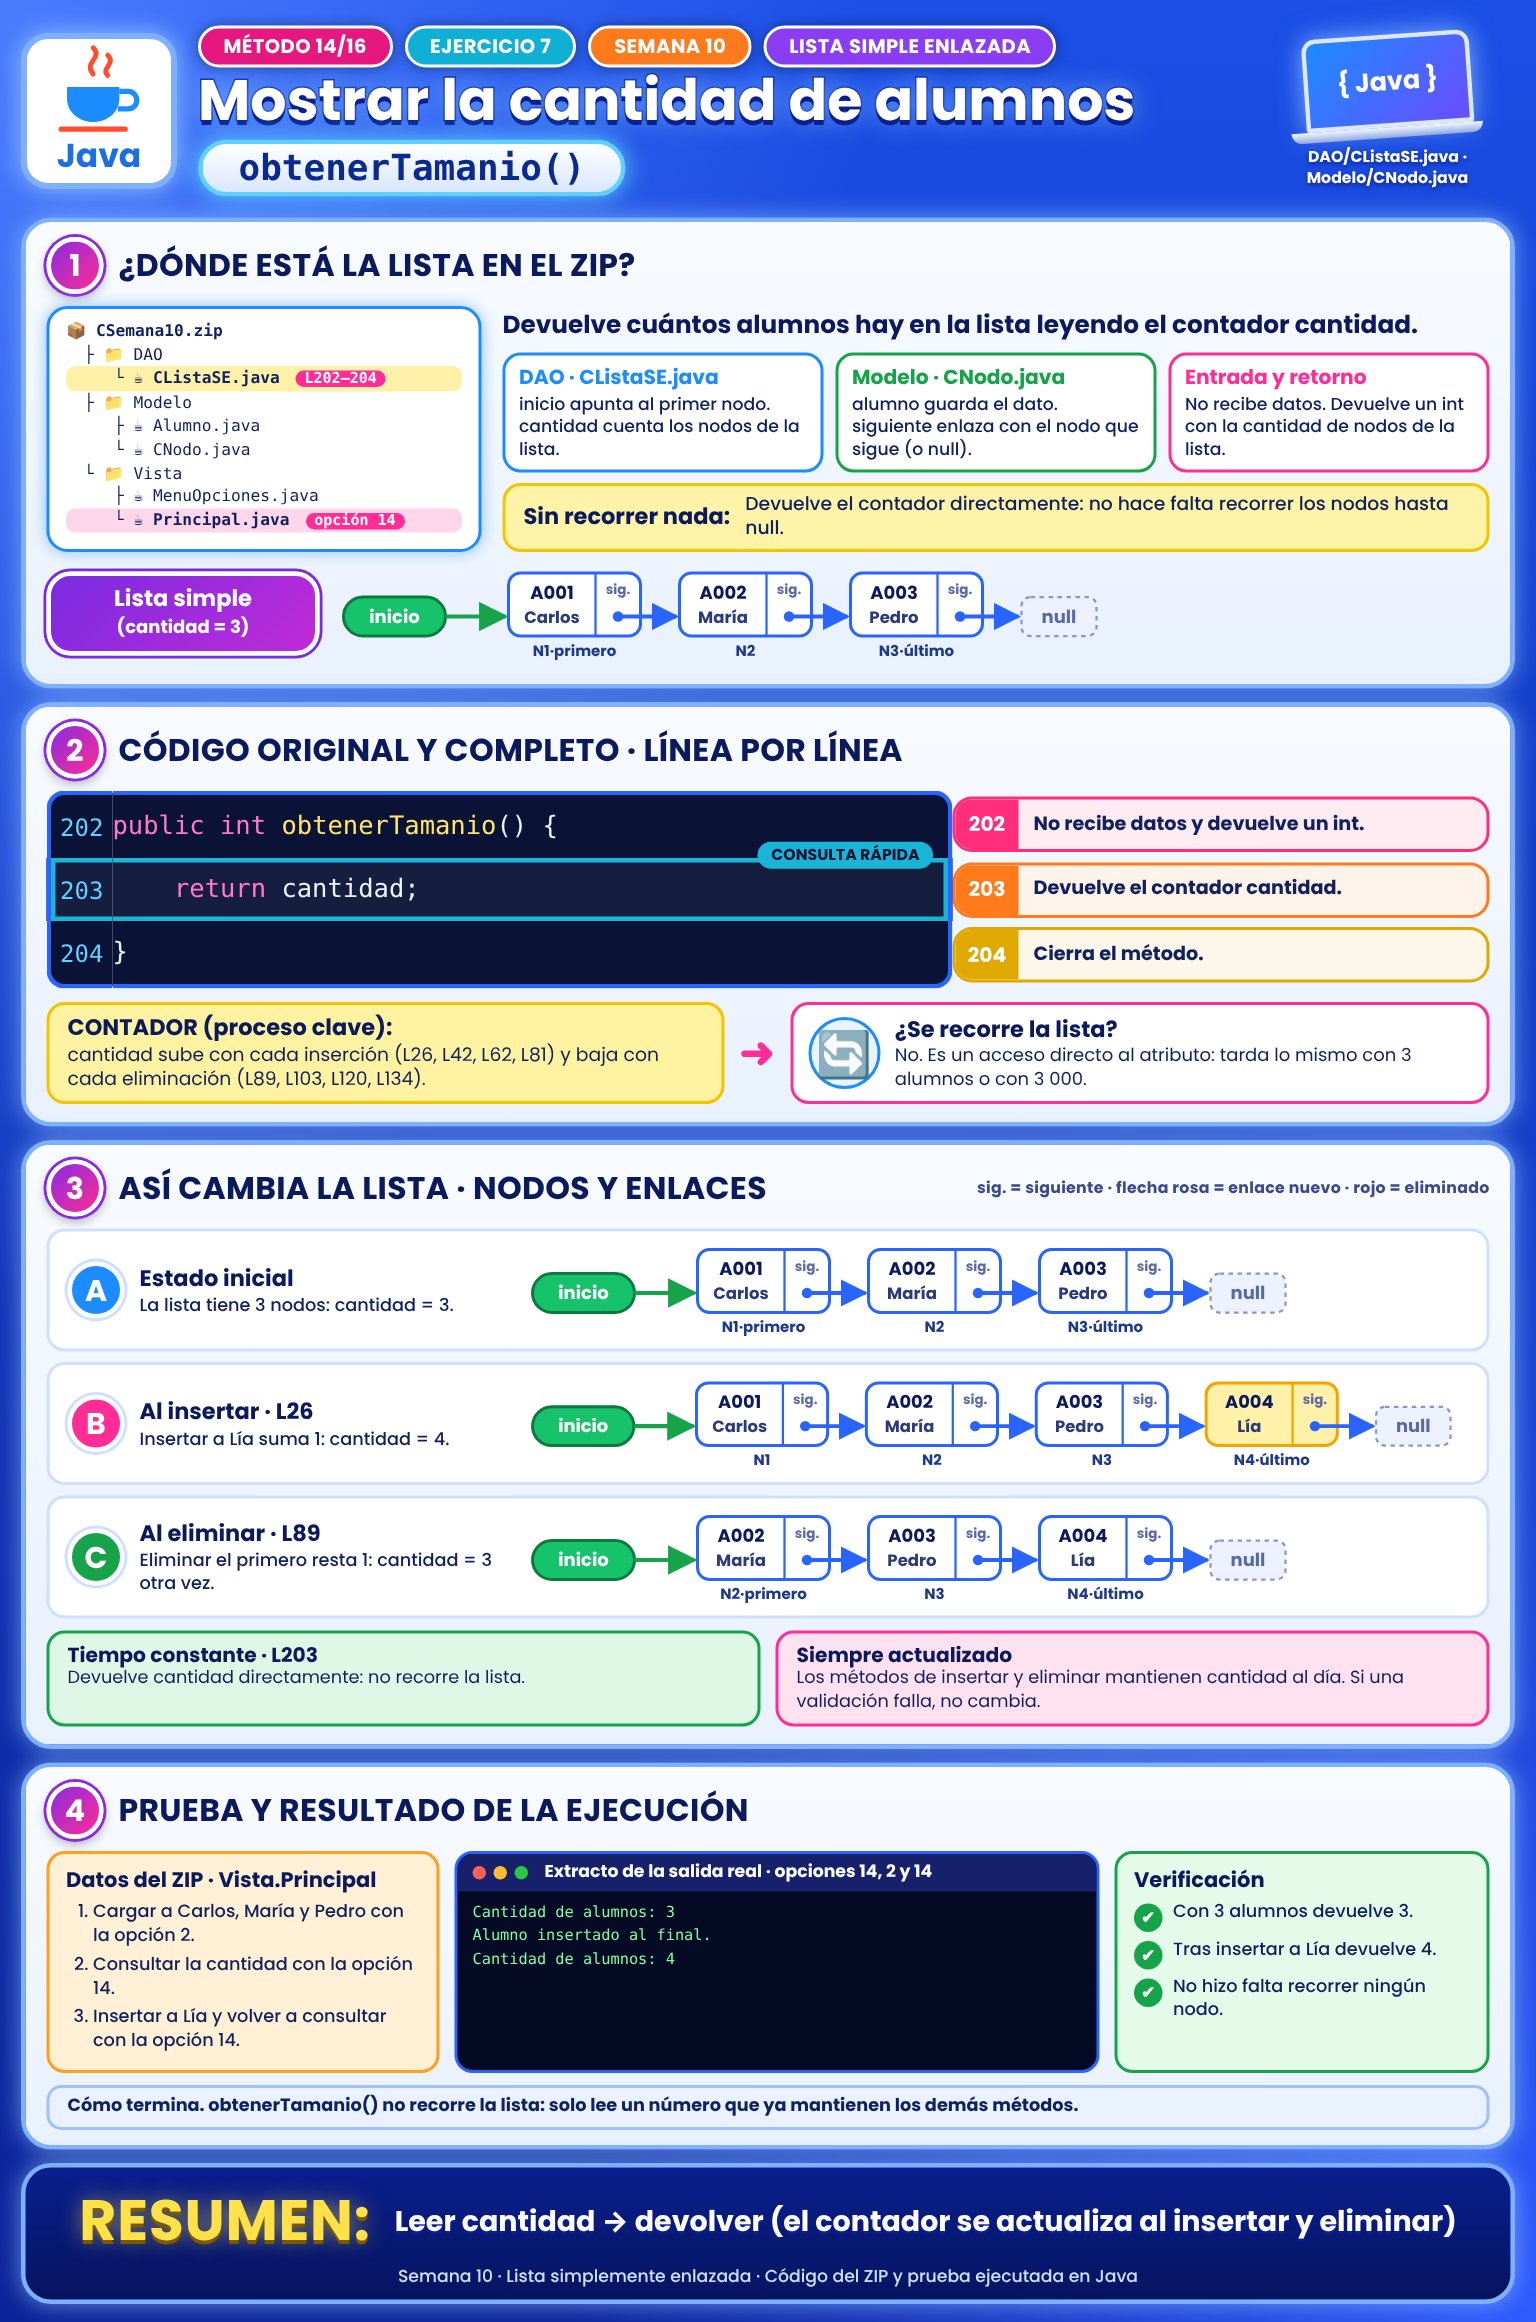 Java
MÉTODO 14/16
EJERCICIO 7
SEMANA 10
LISTA SIMPLE ENLAZADA
Mostrar la cantidad de alumnos
obtenerTamanio()
{ Java }
DAO/CListaSE.java ·
Modelo/CNodo.java
1 ¿DÓNDE ESTÁ LA LISTA EN EL ZIP?
CSemana10.zip
├ DAO
└ CListaSE.java L202–204
├ Modelo
├ Alumno.java
└ CNodo.java
└ Vista
├ MenuOpciones.java
└ Principal.java opción 14
Devuelve cuántos alumnos hay en la lista leyendo el contador cantidad.
DAO · CListaSE.java
inicio apunta al primer nodo.
cantidad cuenta los nodos de la
lista.
Modelo · CNodo.java
alumno guarda el dato.
siguiente enlaza con el nodo que
sigue (o null).
Entrada y retorno
No recibe datos. Devuelve un int
con la cantidad de nodos de la
lista.
Sin recorrer nada:
Devuelve el contador directamente: no hace falta recorrer los nodos hasta
null.
Lista simple
(cantidad = 3)
inicio
A001
Carlos
sig.
N1·primero
A002
María
sig.
N2
A003
Pedro
sig.
N3·último
null
2 CÓDIGO ORIGINAL Y COMPLETO · LÍNEA POR LÍNEA
202 public int obtenerTamanio() {
CONSULTA RÁPIDA
203 return cantidad;
204 }
202 No recibe datos y devuelve un int.
203 Devuelve el contador cantidad.
204 Cierra el método.
CONTADOR (proceso clave):
cantidad sube con cada inserción (L26, L42, L62, L81) y baja con
cada eliminación (L89, L103, L120, L134).
➜
¿Se recorre la lista?
No. Es un acceso directo al atributo: tarda lo mismo con 3
alumnos o con 3 000.
3 ASÍ CAMBIA LA LISTA · NODOS Y ENLACES
sig. = siguiente · flecha rosa = enlace nuevo · rojo = eliminado
A
Estado inicial
La lista tiene 3 nodos: cantidad = 3.
inicio
A001
Carlos
sig.
N1·primero
A002
María
sig.
N2
A003
Pedro
sig.
N3·último
null
B
Al insertar · L26
Insertar a Lía suma 1: cantidad = 4.
inicio
A001
Carlos
sig.
N1
A002
María
sig.
N2
A003
Pedro
sig.
N3
A004
Lía
sig.
N4·último
null
C
Al eliminar · L89
Eliminar el primero resta 1: cantidad = 3
otra vez.
inicio
A002
María
sig.
N2·primero
A003
Pedro
sig.
N3
A004
Lía
sig.
N4·último
null
Tiempo constante · L203
Devuelve cantidad directamente: no recorre la lista.
Siempre actualizado
Los métodos de insertar y eliminar mantienen cantidad al día. Si una
validación falla, no cambia.
4 PRUEBA Y RESULTADO DE LA EJECUCIÓN
Datos del ZIP · Vista.Principal
1. Cargar a Carlos, María y Pedro con
la opción 2.
2. Consultar la cantidad con la opción
14.
3. Insertar a Lía y volver a consultar
con la opción 14.
Extracto de la salida real · opciones 14, 2 y 14
Cantidad de alumnos: 3
Alumno insertado al final.
Cantidad de alumnos: 4
Verificación
✔ Con 3 alumnos devuelve 3.
✔ Tras insertar a Lía devuelve 4.
✔ No hizo falta recorrer ningún
nodo.
Cómo termina. obtenerTamanio() no recorre la lista: solo lee un número que ya mantienen los demás métodos.
RESUMEN: Leer cantidad → devolver (el contador se actualiza al insertar y eliminar)
Semana 10 · Lista simplemente enlazada · Código del ZIP y prueba ejecutada en Java